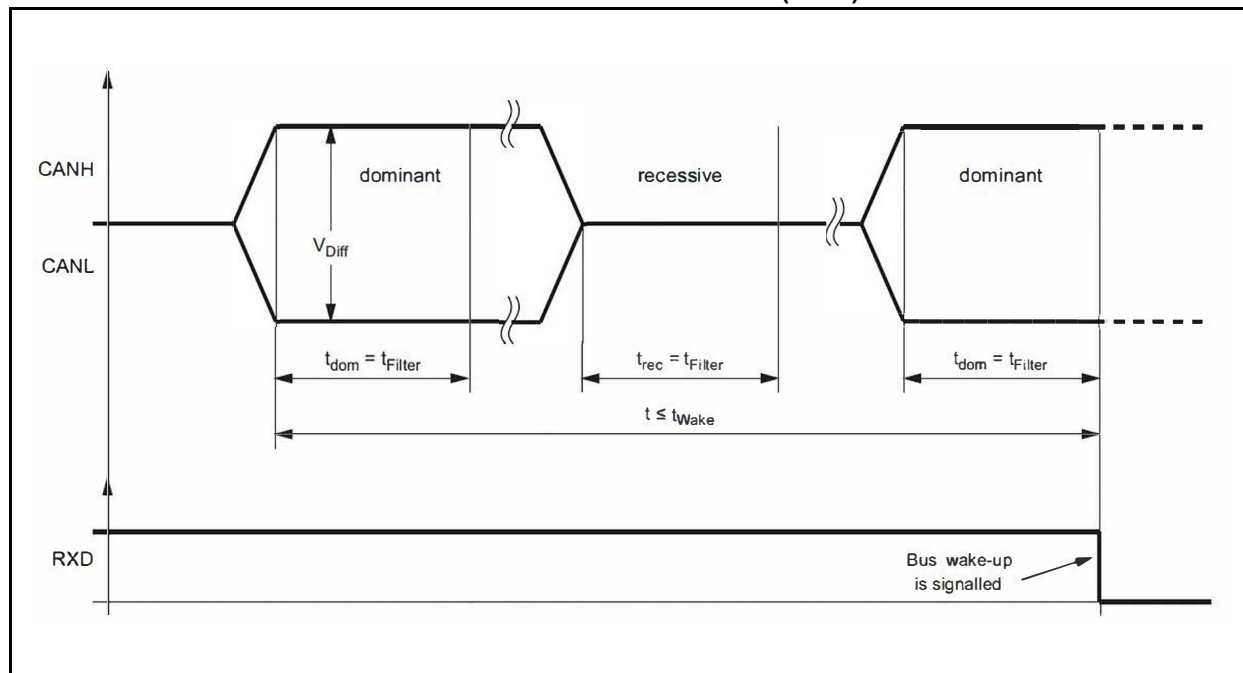 CANH
CANL
dominant
recessive
dominant
VDiff
tdom = tFilter
trec = tFilter
tdom = tFilter
t ≤ tWake
RXD
Bus wake-up
is signalled